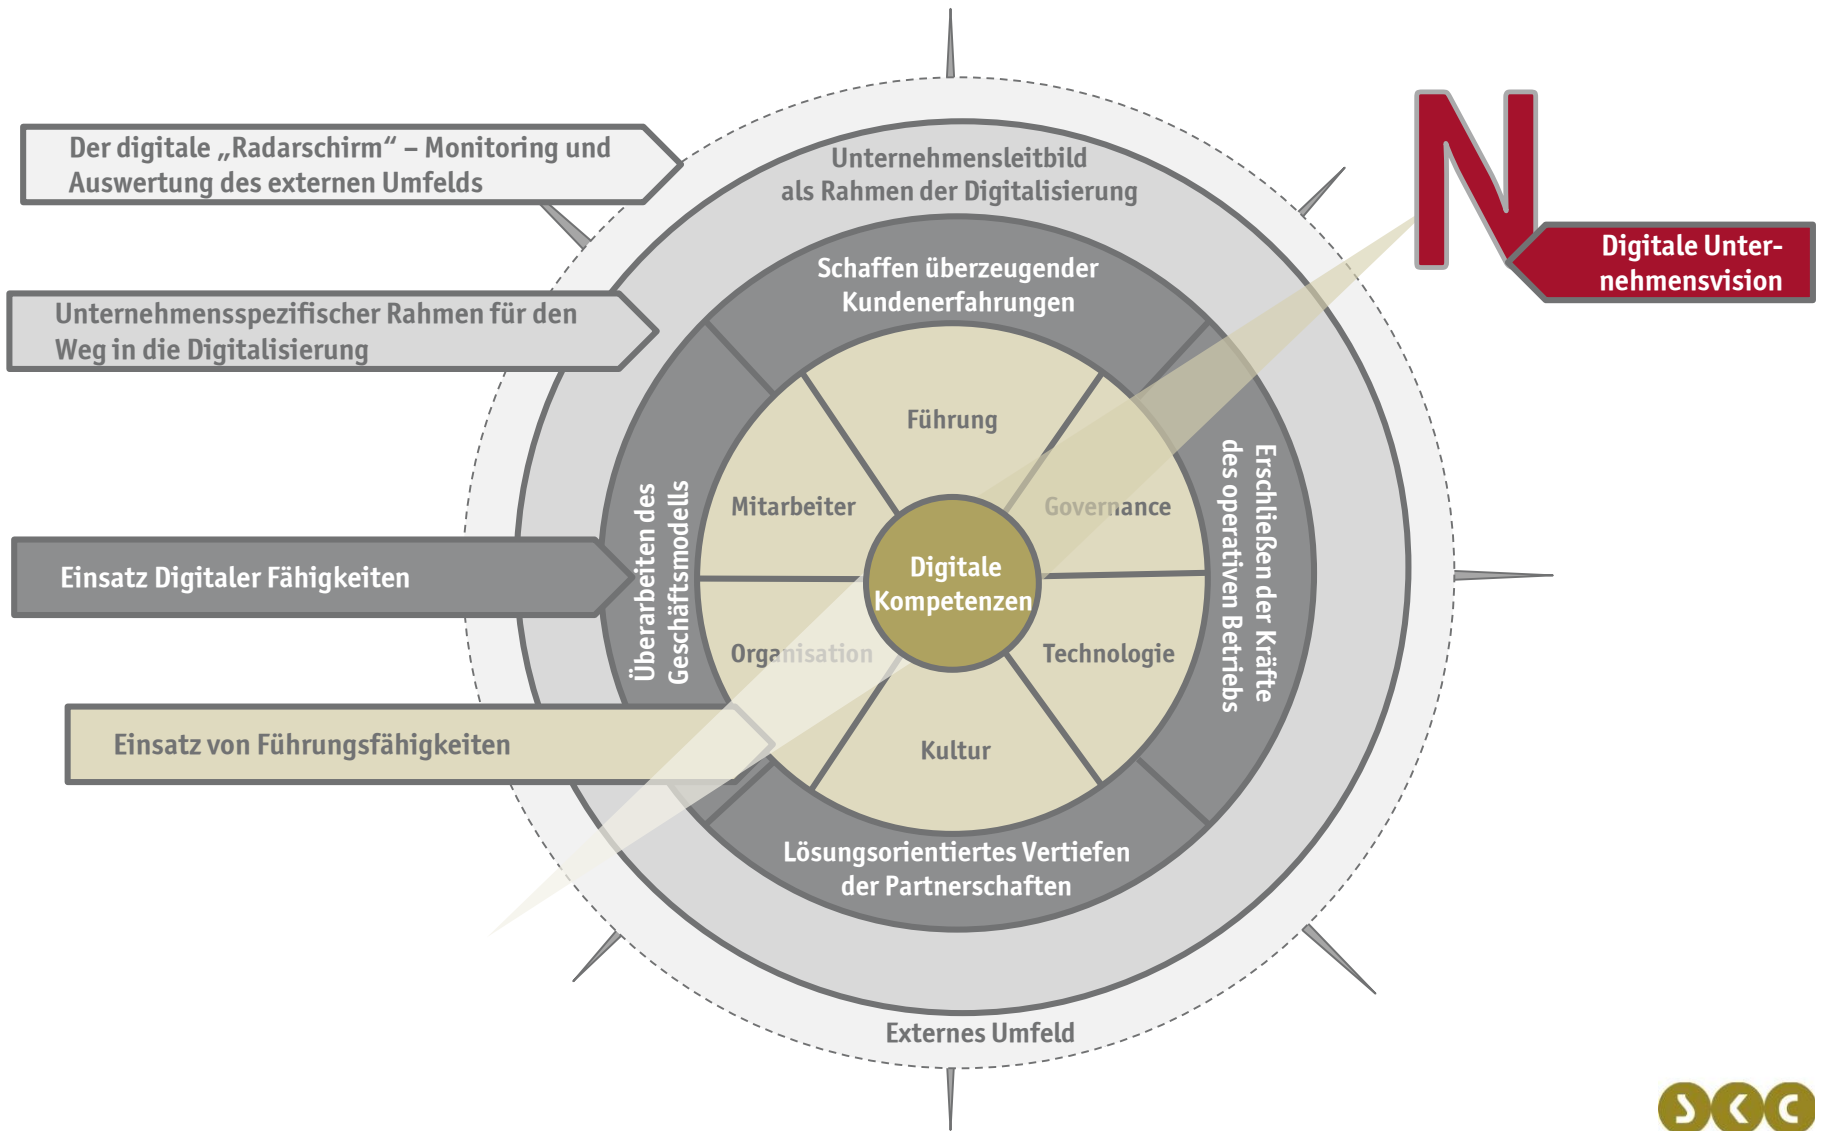 N
Der digitale „Radarschirm“ – Monitoring und
Auswertung des externen Umfelds
Unternehmensleitbild
als Rahmen der Digitalisierung
Digitale Unter-
nehmensvision
Schaffen überzeugender
Kundenerfahrungen
Unternehmensspezifischer Rahmen für den
Weg in die Digitalisierung
Führung
Mitarbeiter
Governance
Überarbeiten des
Geschäftsmodells
Erschließen der Kräfte
des operativen Betriebs
Einsatz Digitaler Fähigkeiten
Digitale
Kompetenzen
Organisation
Technologie
Einsatz von Führungsfähigkeiten
Kultur
Lösungsorientiertes Vertiefen
der Partnerschaften
Externes Umfeld
SKC